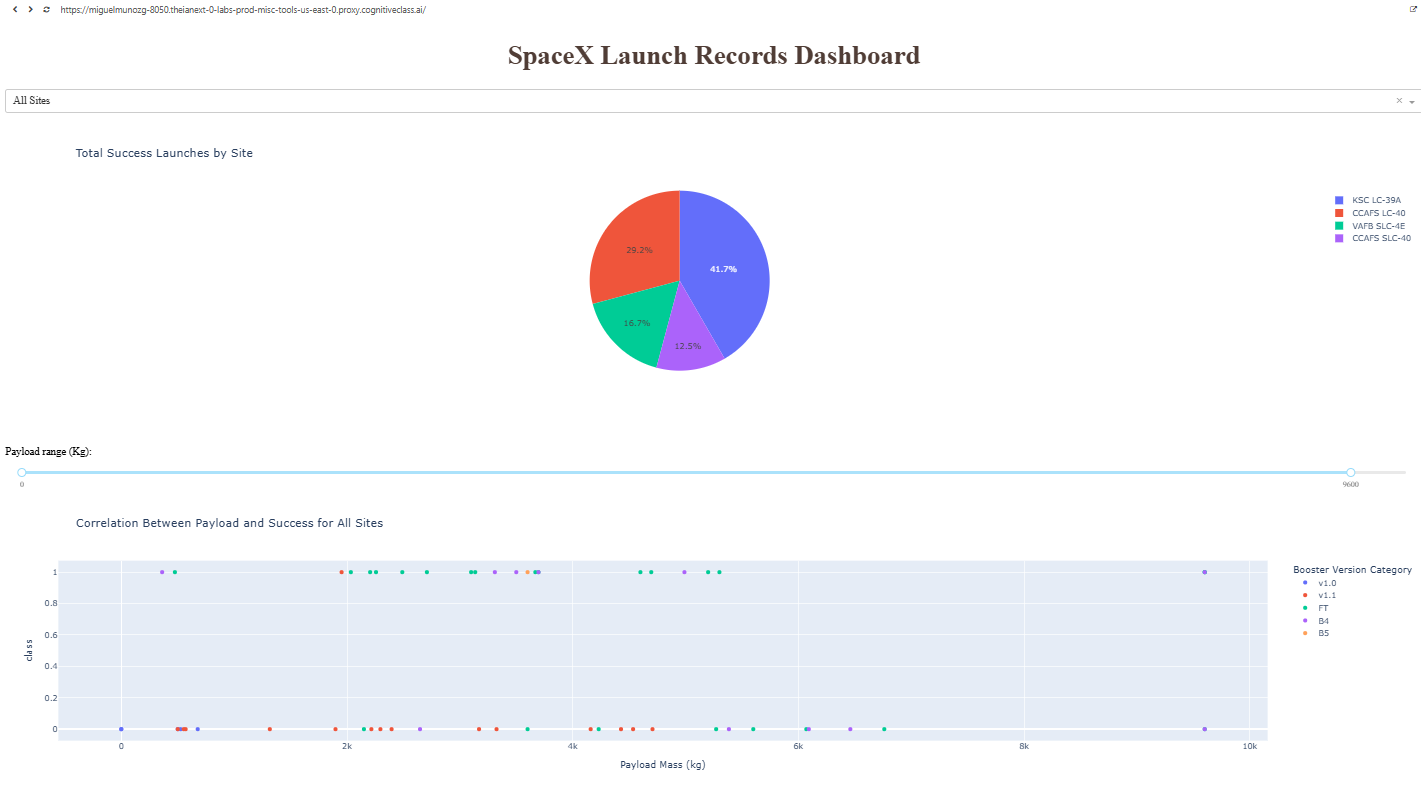 https://miguelmunozg-8050.theianext-0-labs-prod-misc-tools-us-east-0.proxy.cognitiveclass.ai/
SpaceX Launch Records Dashboard
All Sites
Total Success Launches by Site
KSC LC-39A
CCAFS LC-40
VAFB SLC-4E
CCAFS SLC-40
29.2%
41.7%
16.7%
12.5%
Payload range (Kg):
0
9600
Correlation Between Payload and Success for All Sites
Booster Version Category
v1.0
v1.1
FT
B4
B5
1
0.8
0.6
0.4
0.2
0
class
0
2k
4k
6k
8k
10k
Payload Mass (kg)